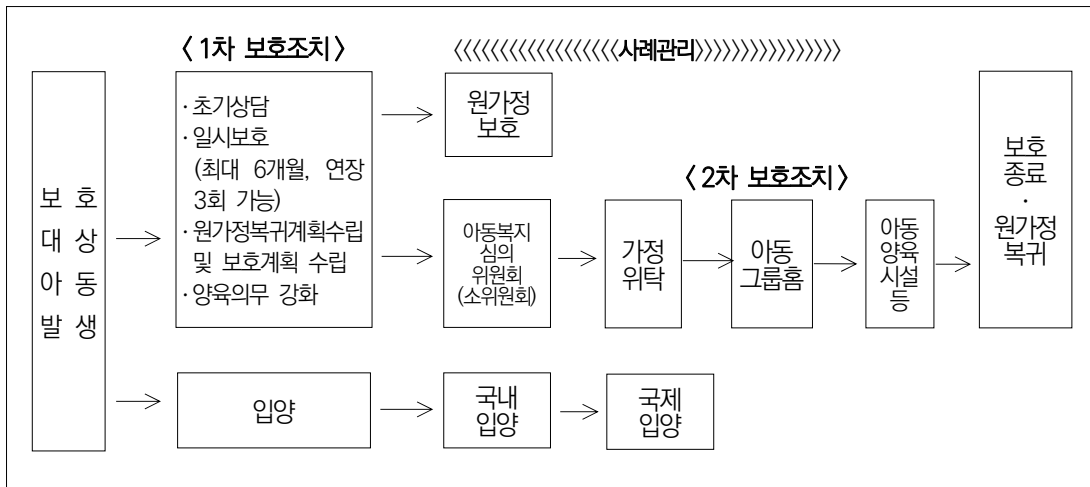 〈 1차 보호조치 〉
〈〈〈〈〈〈〈〈〈〈〈〈〈〈〈〈〈〈사례관리〉〉〉〉〉〉〉〉〉〉〉〉〉〉〉〉
보 호
대 상
아 동
발 생
· 초기상담
· 일시보호
(최대 6개월, 연장
3회 가능)
· 원가정복귀계획수립
및 보호계획 수립
· 양육의무 강화
원가정
보호
아동복지
심의
위원회
(소위원회)
〈 2차 보호조치 〉
가정
위탁
아동
그룹홈
아동
양육
시설
등
보호
종료
·
원가정
복귀
입양
국내
입양
국제
입양